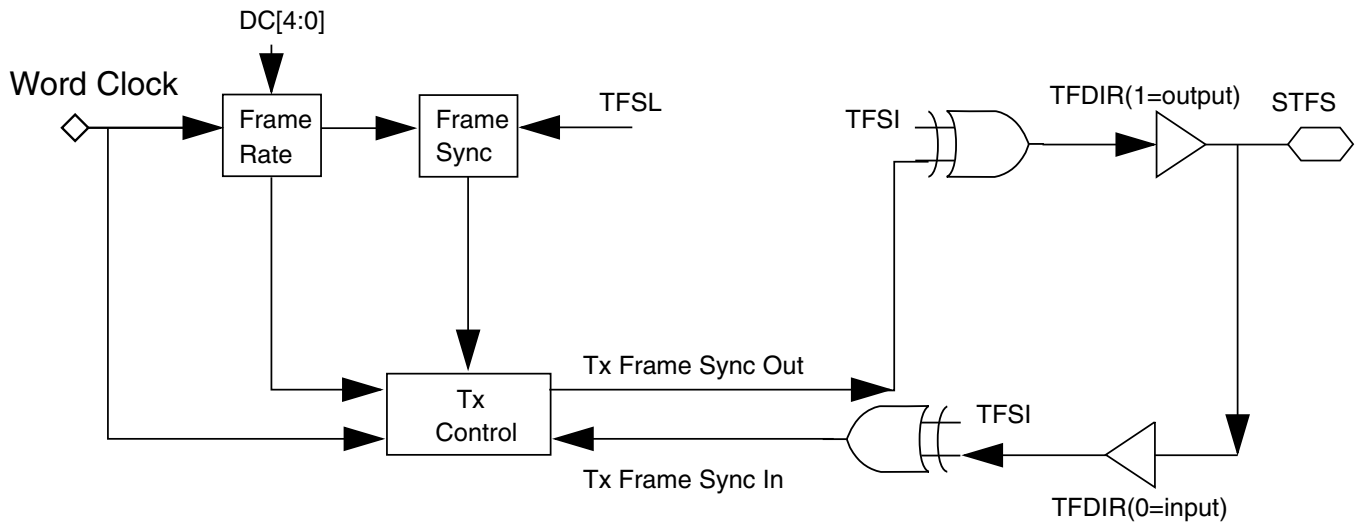 DC[4:0]
Word Clock
Frame
Rate
Frame
Sync
TFSL
TFSI
TFDIR(1=output)
STFS
Tx Frame Sync Out
Tx
Control
TFSI
Tx Frame Sync In
TFDIR(0=input)